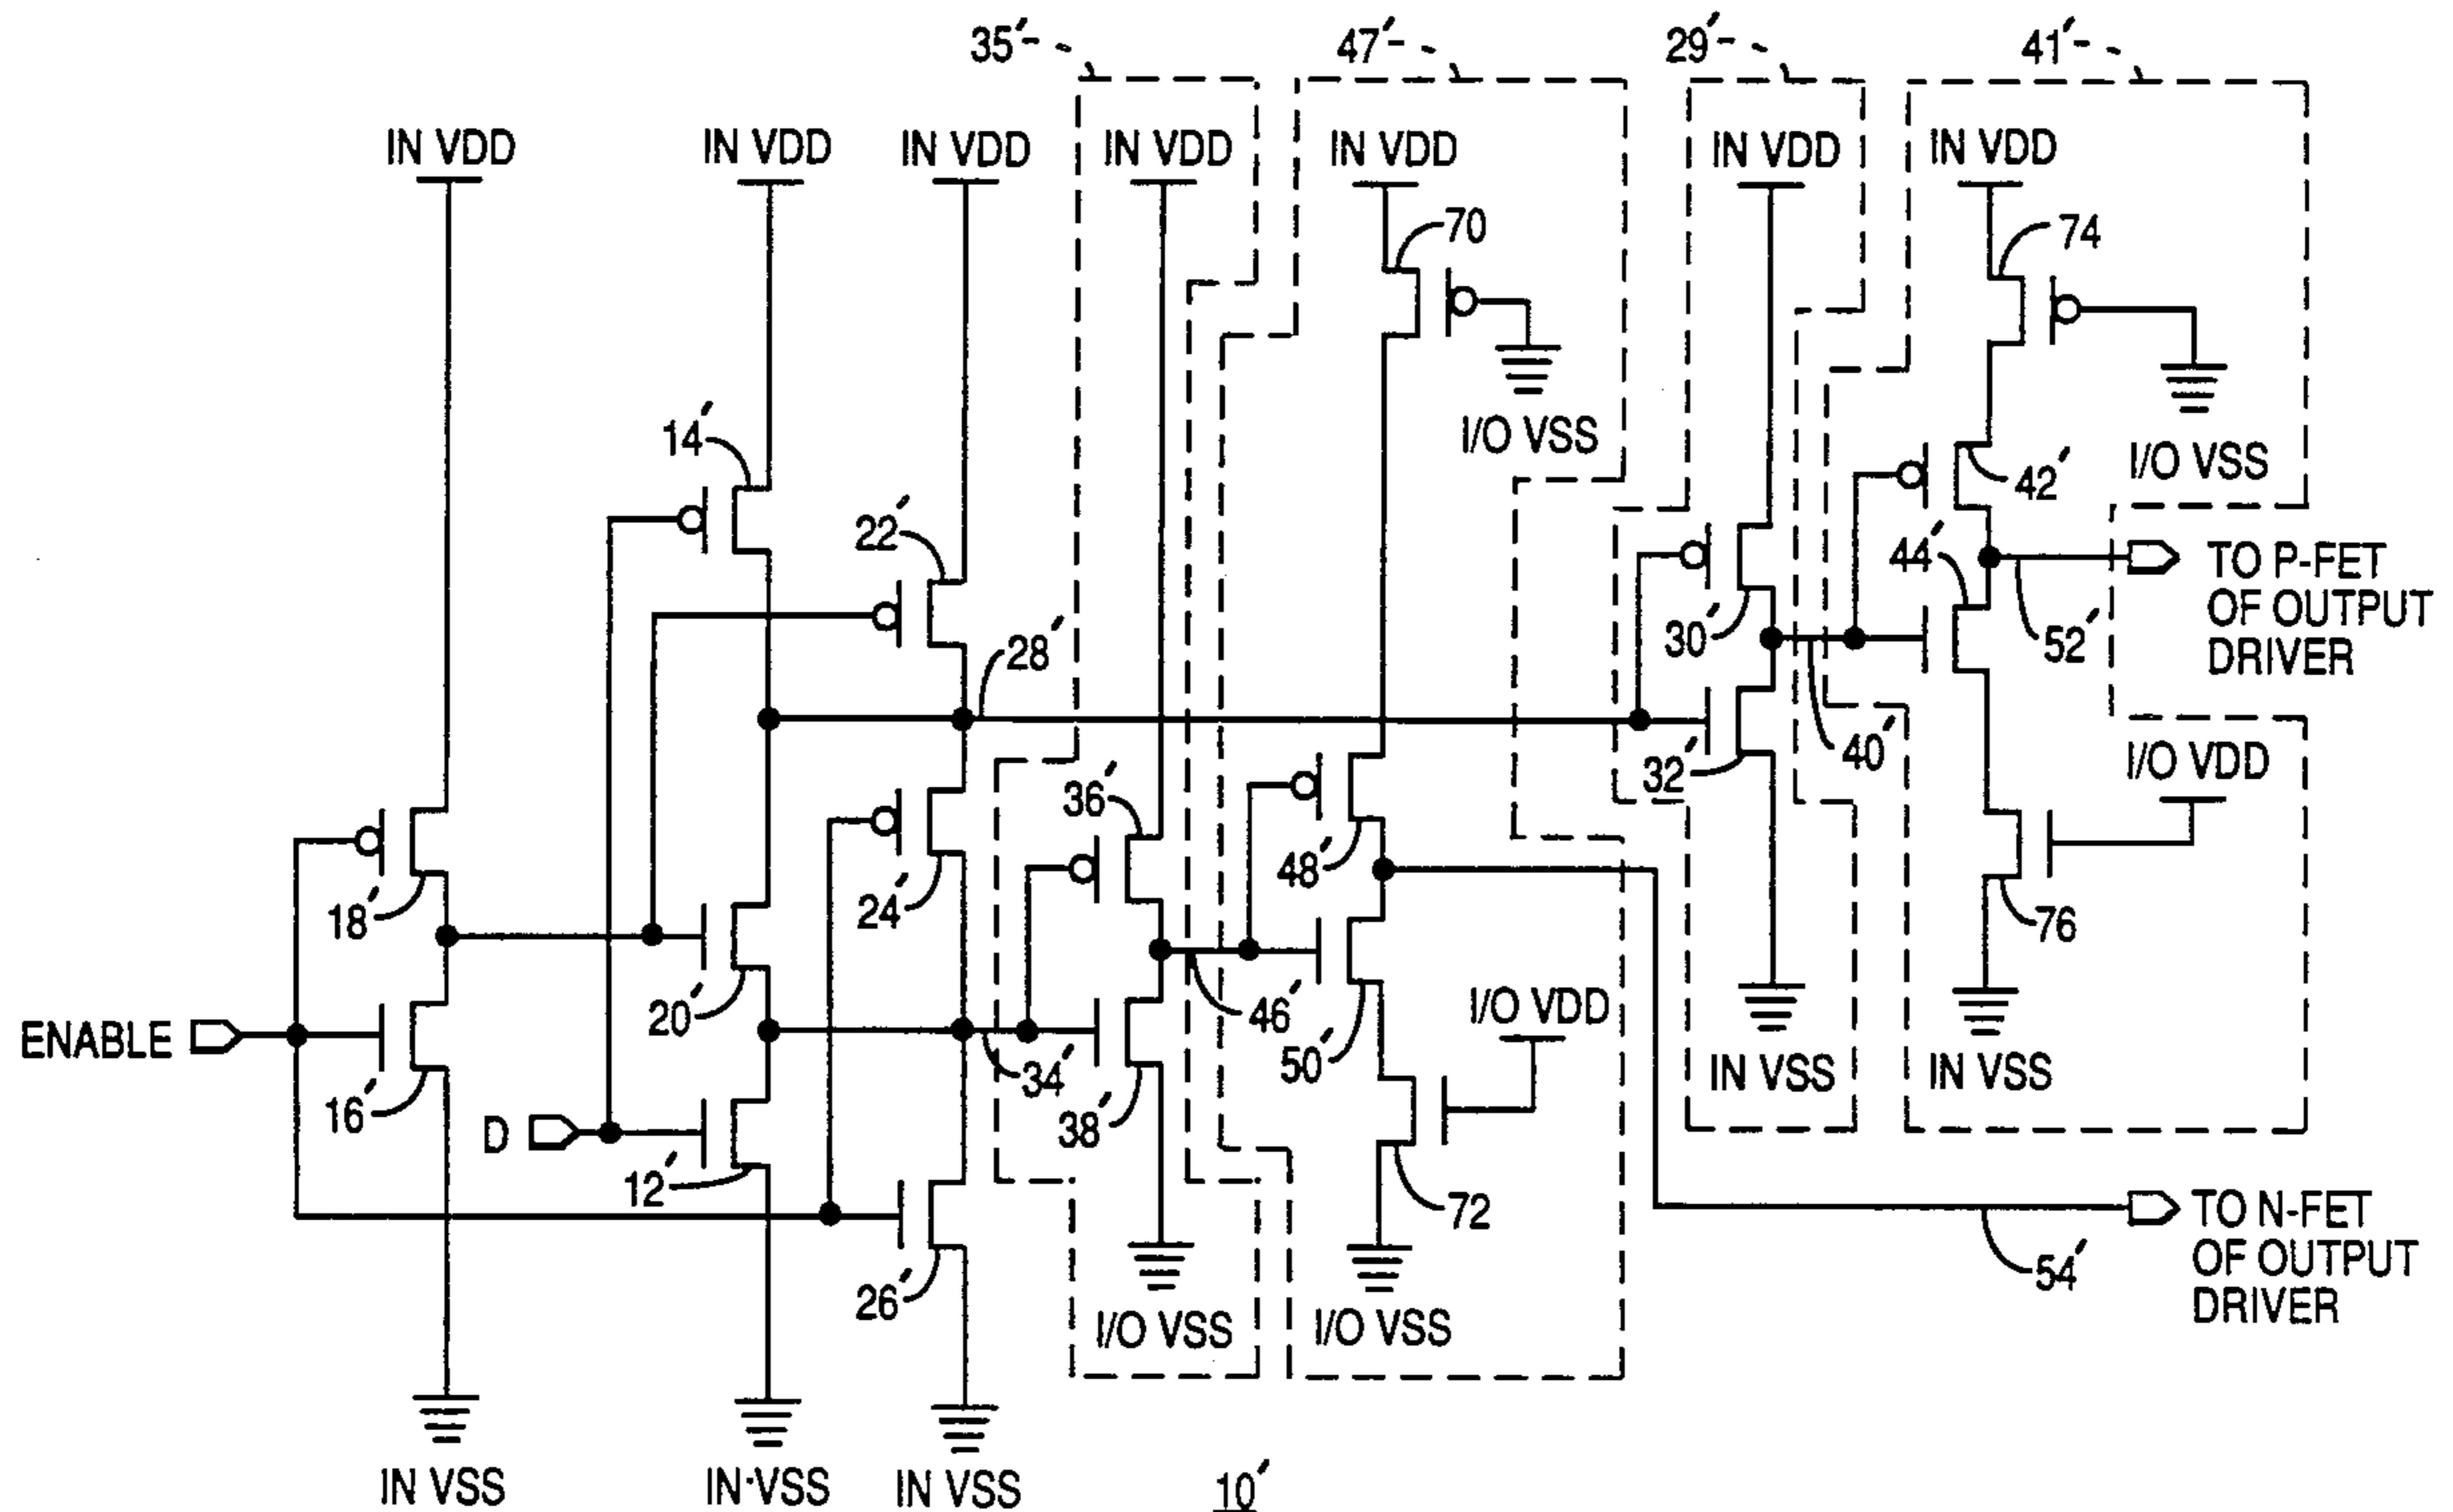 35′
47′
29′
41′
IN VDD
IN VDD
IN VDD
IN VDD
IN VDD
IN VDD
IN VDD
70
74
14′
I/O VSS
I/O VSS
42′
22′
44′
TO P-FET
OF OUTPUT
DRIVER
28′
30′
52′
36′
32′
40′
I/O VDD
18′
24′
48′
76
20′
46′
I/O VDD
ENABLE
16′
34′
50′
IN VSS
IN VSS
D
38′
12′
72
TO N-FET
OF OUTPUT
DRIVER
26′
54′
I/O VSS
I/O VSS
IN VSS
IN·VSS
IN VSS
10′